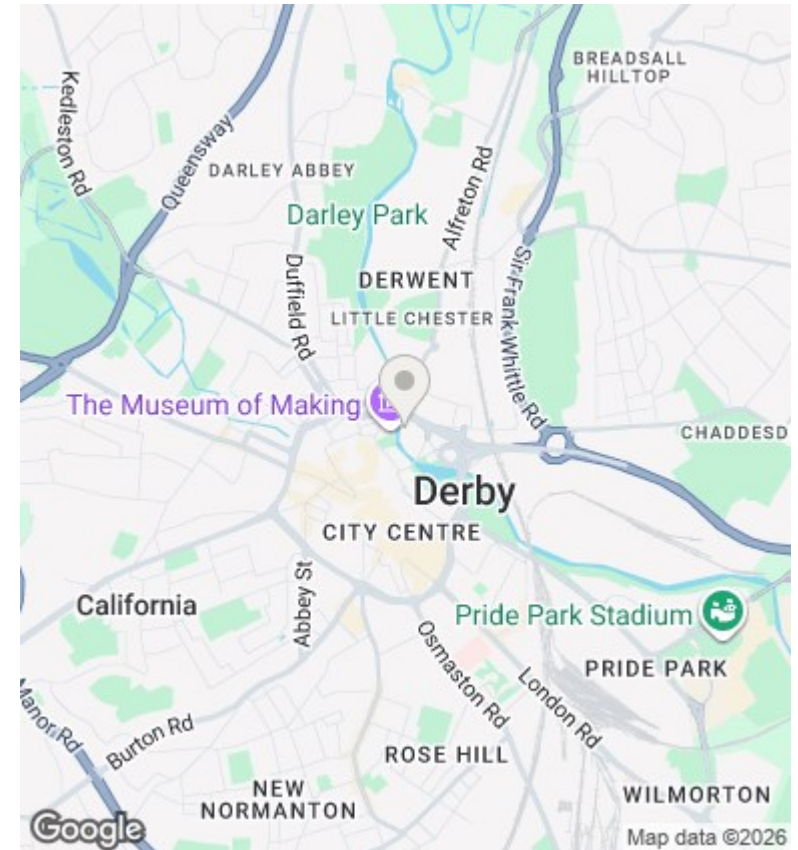 BREADSALL
HILLTOP
Kedleston Rd
Queensway
DARLEY ABBEY
Alfreton Rd
Darley Park
DERWENT
Duffield Rd
Sir Frank Whittle Rd
LITTLE CHESTER
The Museum of Making
CHADDESD
Derby
CITY CENTRE
Abbey St
California
Pride Park Stadium
Osmaston Rd
London Rd
PRIDE PARK
Manor Rd
Burton Rd
ROSE HILL
NEW
NORMANTON
WILMORTON
Google
Map data ©2026